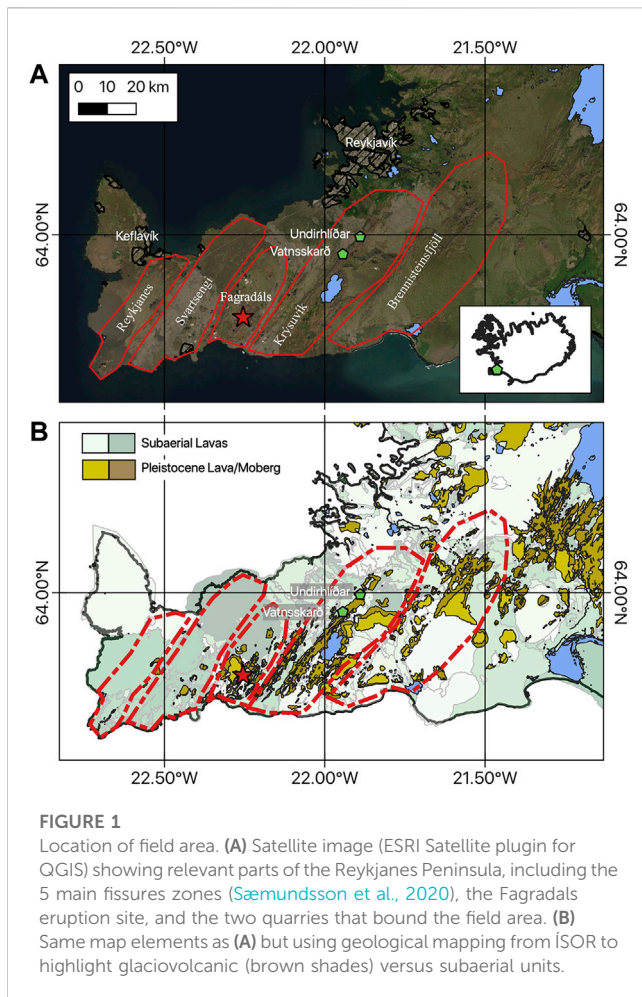 22.50°W 22.00°W 21.50°W
A
0 10 20 km
Reykjavík
64.00°N
64.00°N
Keflavík
Undirhlíðar
Vatnsskarð
Reykjanes
Svartsengi
Fagradáls
Krýsuvík
Brennisteinsfjöll
B
Subaerial Lavas
Pleistocene Lava/Moberg
64.00°N
64.00°N
Undirhlíðar
Vatnsskarð
22.50°W 22.00°W 21.50°W
FIGURE 1
Location of field area. (A) Satellite image (ESRI Satellite plugin for
QGIS) showing relevant parts of the Reykjanes Peninsula, including the
5 main fissures zones (Sæmundsson et al., 2020), the Fagradals
eruption site, and the two quarries that bound the field area. (B)
Same map elements as (A) but using geological mapping from ÍSOR to
highlight glaciovolcanic (brown shades) versus subaerial units.